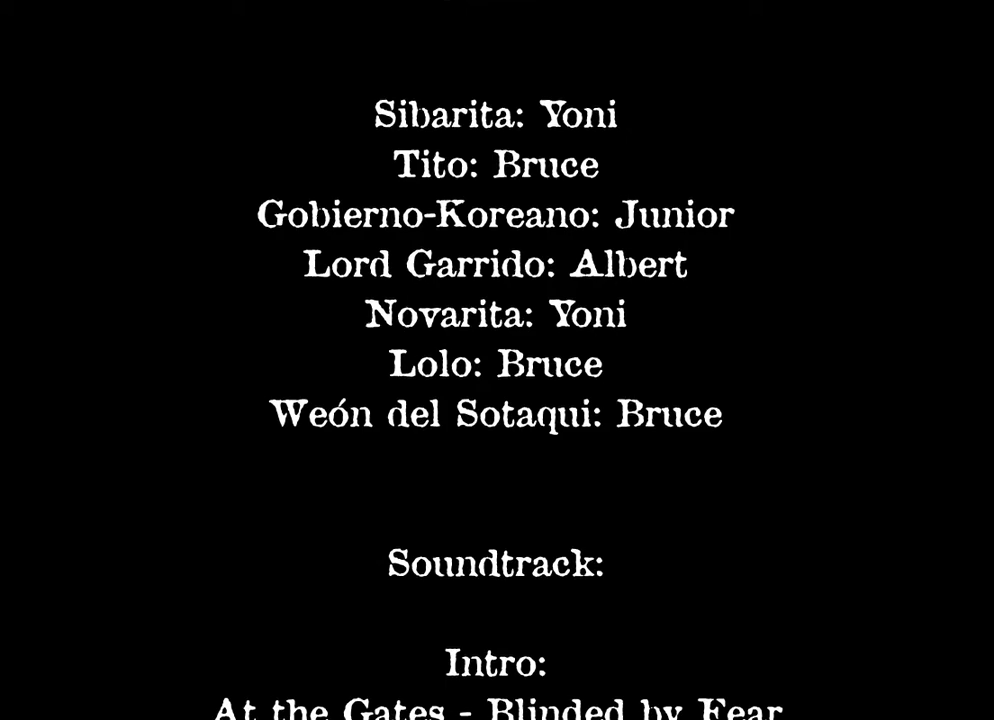 Sibarita: Yoni
Tito: Bruce
Gobierno-Koreano: Junior
Lord Garrido: Albert
Novarita: Yoni
Lolo: Bruce
Weón del Sotaqui: Bruce
Soundtrack:
Intro:
At the Gates - Blinded by Fear